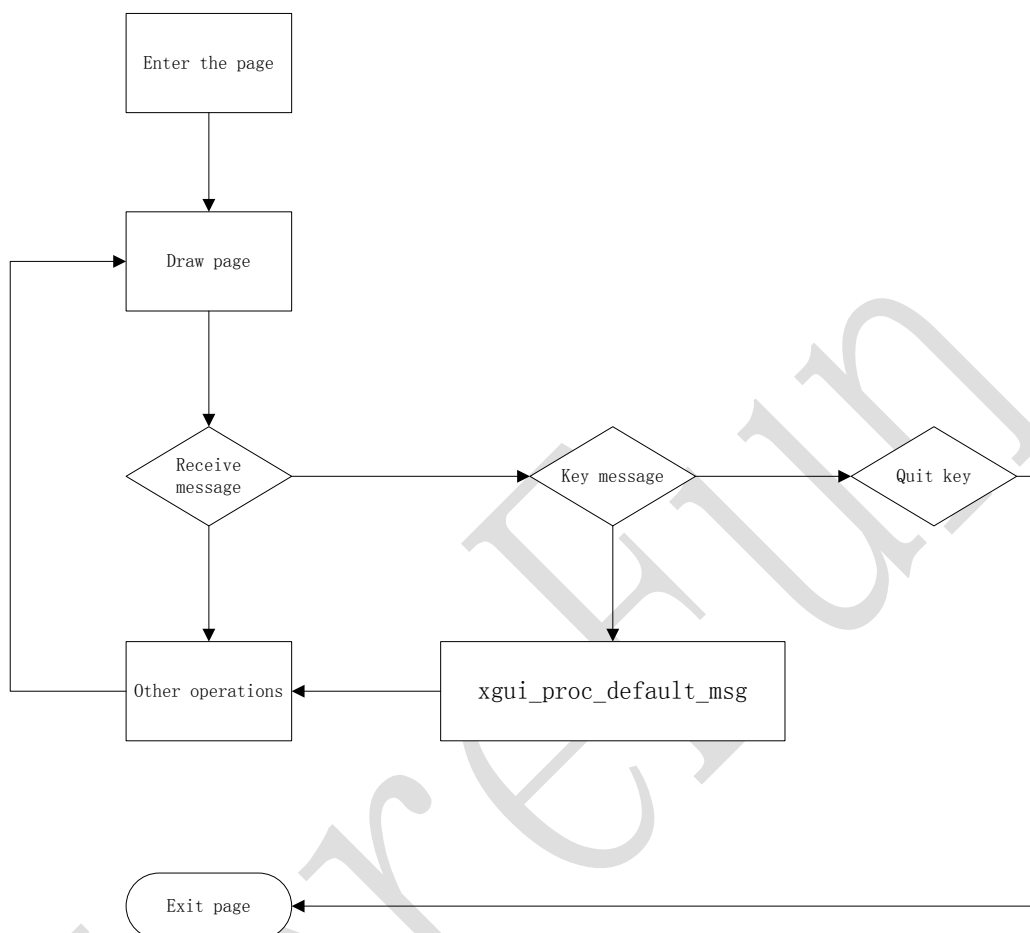 Enter the page
Draw page
Receive
message
Key message
Quit key
Other operations
xgui_proc_default_msg
Exit page